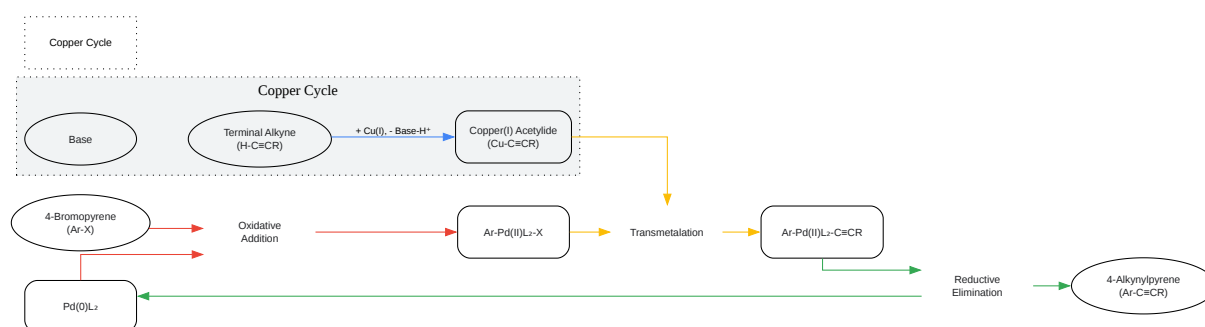 Copper Cycle
Copper Cycle
Base
Terminal Alkyne
(H-C≡CR)
+ Cu(I), - Base-H⁺
Copper(I) Acetylide
(Cu-C≡CR)
4-Bromopyrene
(Ar-X)
Oxidative
Addition
Ar-Pd(II)L₂-X
Transmetalation
Ar-Pd(II)L₂-C≡CR
Pd(0)L₂
Reductive
Elimination
4-Alkynylpyrene
(Ar-C≡CR)